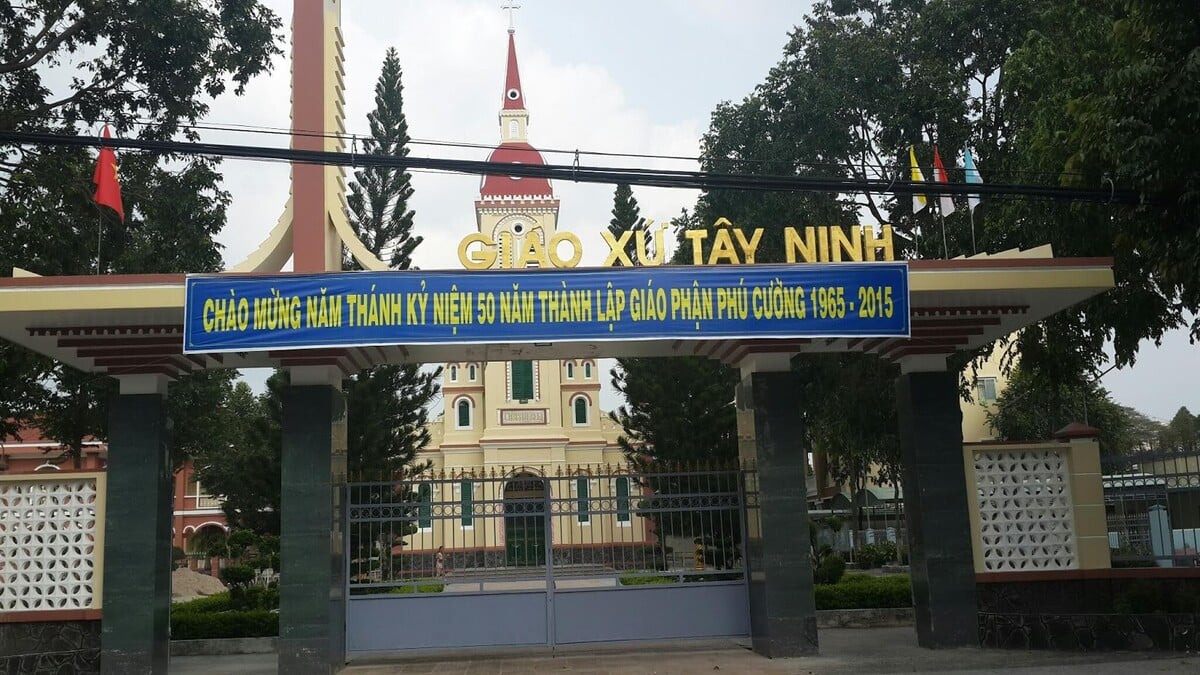 GIÁO XỨ TÂY NINH
CHÀO MỪNG NĂM THÁNH KỶ NIỆM 50 NĂM THÀNH LẬP GIÁO PHẬN PHÚ CƯỜNG 1965 - 2015